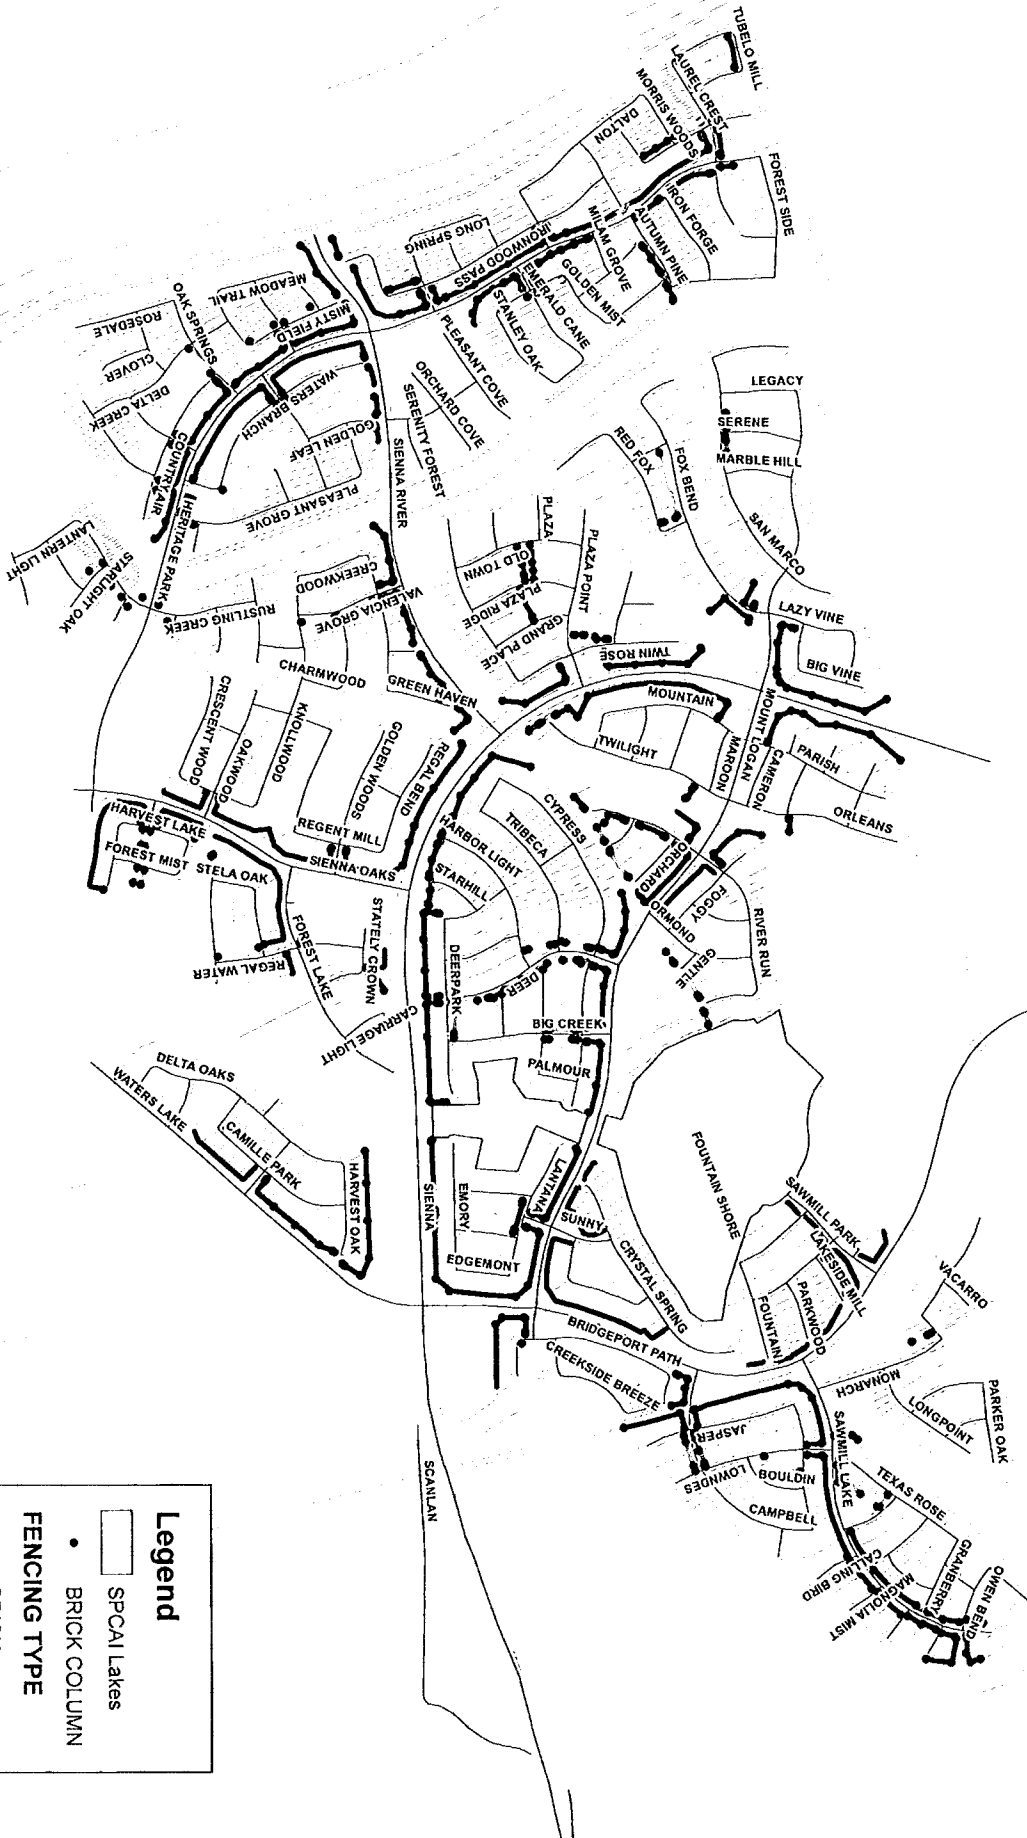 TUBELO MILL
LAUREL CREST
MORRIS WOODS
DALTON
FOREST SIDE
IRON FORGE
AUTUMN PINE
MILAM GROVE
GOLDEN MIST
IRONWOOD PASS
LONG SPRING
EMERALD CANE
STANLEY OAK
PLEASANT COVE
ORCHARD COVE
SERENITY FOREST
MEADOW TRAIL
MISTY FIELD
OAK SPRINGS
ROSEDALE
CLOVER
DELTA CREEK
COUNTRY AIR
WATERS BRANCH
GOLDEN LEAF
PLEASANT GROVE
SIENNA RIVER
HERITAGE PARK
LANTERN LIGHT
STARLIGHT OAK
RUSTLING CREEK
CREEKWOOD
VALENCIA GROVE
CHARMWOOD
GREEN HAVEN
LEGACY
SERENE
MARBLE HILL
SAN MARCO
RED FOX
FOX BEND
PLAZA
PLAZA POINT
OLD TOWN
PLAZA RIDGE
GRAND PLACE
TWIN ROSE
LAZY VINE
BIG VINE
MOUNTAIN
MOUNT LOGAN
MAROON
CAMERON
PARISH
ORLEANS
TWILIGHT
CRESCENT WOOD
OAKWOOD
KNOLLWOOD
GOLDEN WOODS
REGAL BEND
REGENT MILL
SIENNA OAKS
HARVEST LAKE
FOREST MIST
STELA OAK
REGAL WATER
FOREST LAKE
STATELY CROWN
CARRIAGE LIGHT
CYPRESS
TRIBECA
HARBOR LIGHT
STARHILL
DEERPARK
DEER
BIG CREEK
PALMOUR
ORCHARD
ORMOND
FOGGY
GENTLE
RIVER RUN
DELTA OAKS
WATERS LAKE
CAMILLE PARK
HARVEST OAK
SIENNA
EMORY
EDGEMONT
LANTANA
SUNNY
CRYSTAL SPRING
FOUNTAIN SHORE
SAWMILL PARK
LAKESIDE MILL
PARKWOOD
FOUNTAIN
BRIDGEPORT PATH
CREEKSIDE BREEZE
VACARRO
MONARCH
LONGPOINT
PARKER OAK
JASPER
LOWNDES
BOULDIN
CAMPBELL
SAWMILL LAKE
TEXAS ROSE
GRANBERRY
OWEN BEND
CALLING BIRD
MAGNOLIA MIST
SCANLAN
Legend
SPCAI Lakes
BRICK COLUMN
FENCING TYPE